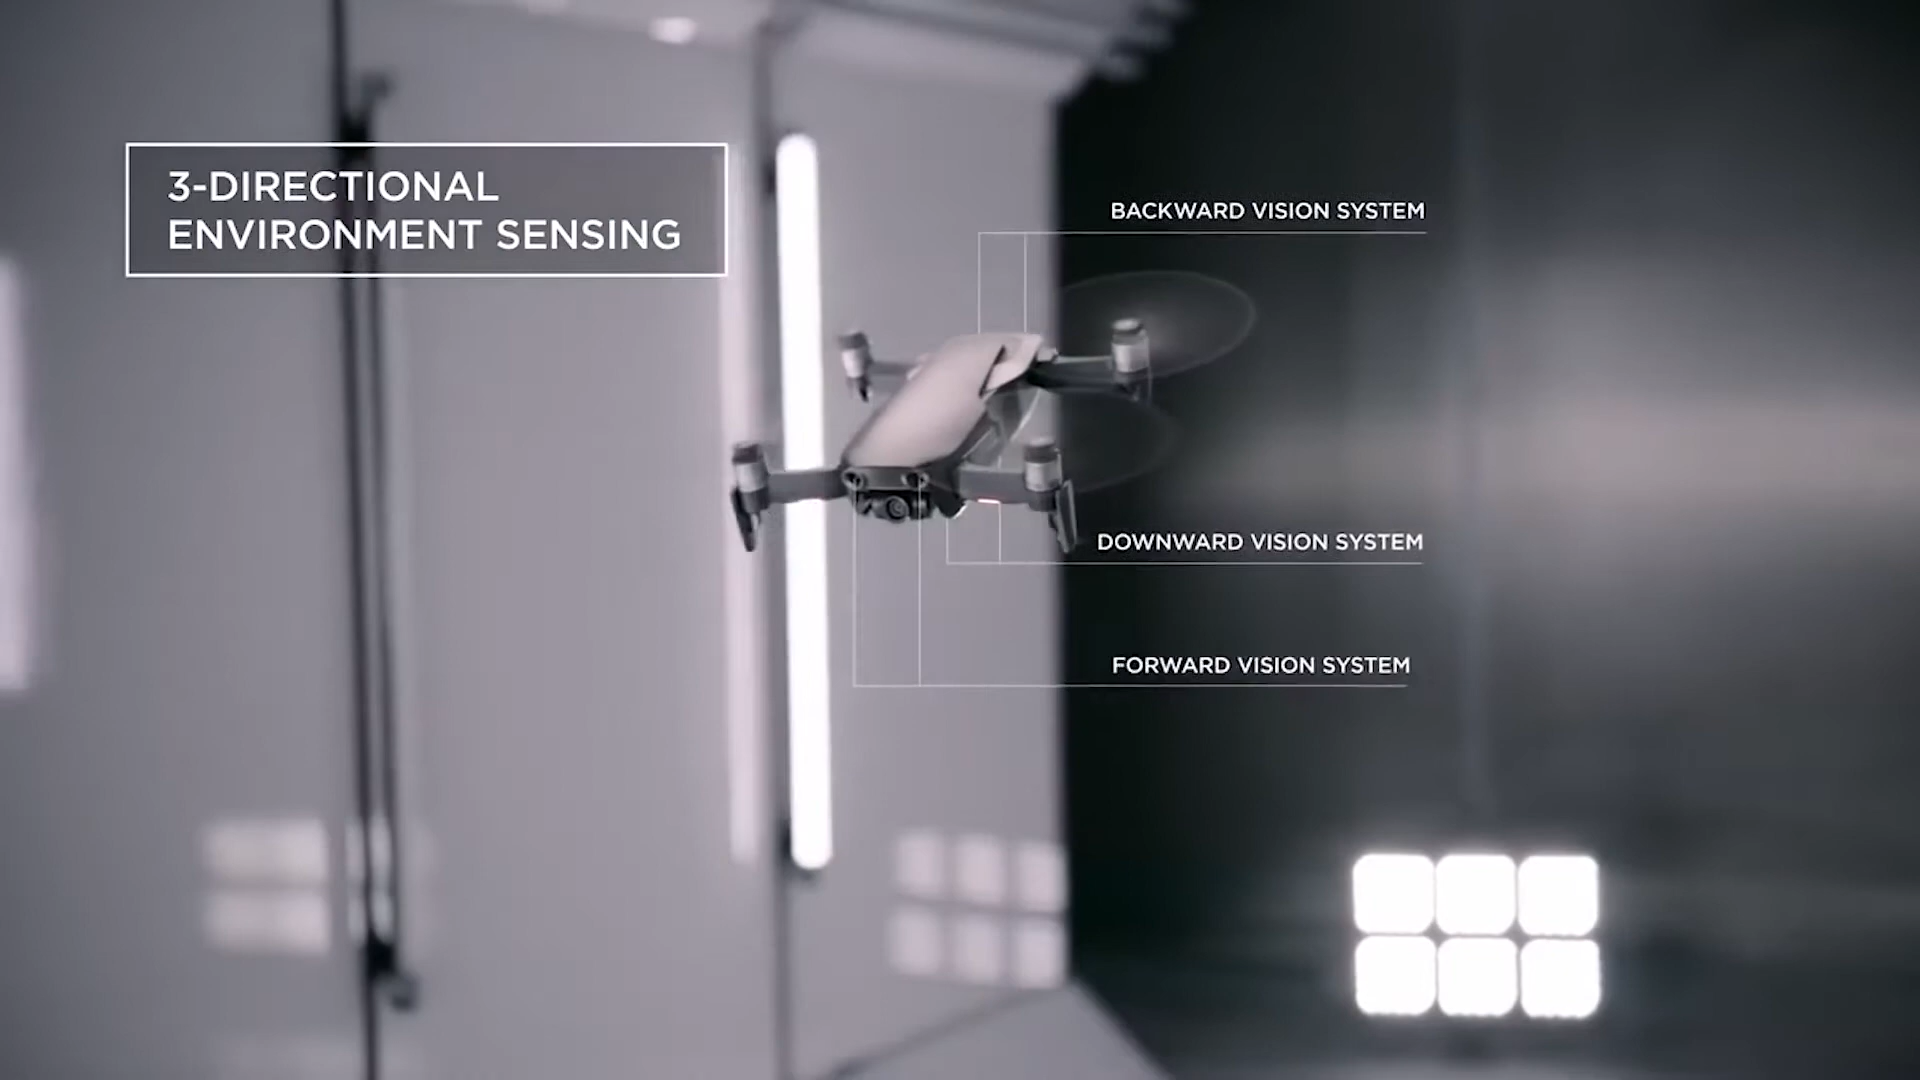 3-DIRECTIONAL
ENVIRONMENT SENSING
BACKWARD VISION SYSTEM
DOWNWARD VISION SYSTEM
FORWARD VISION SYSTEM